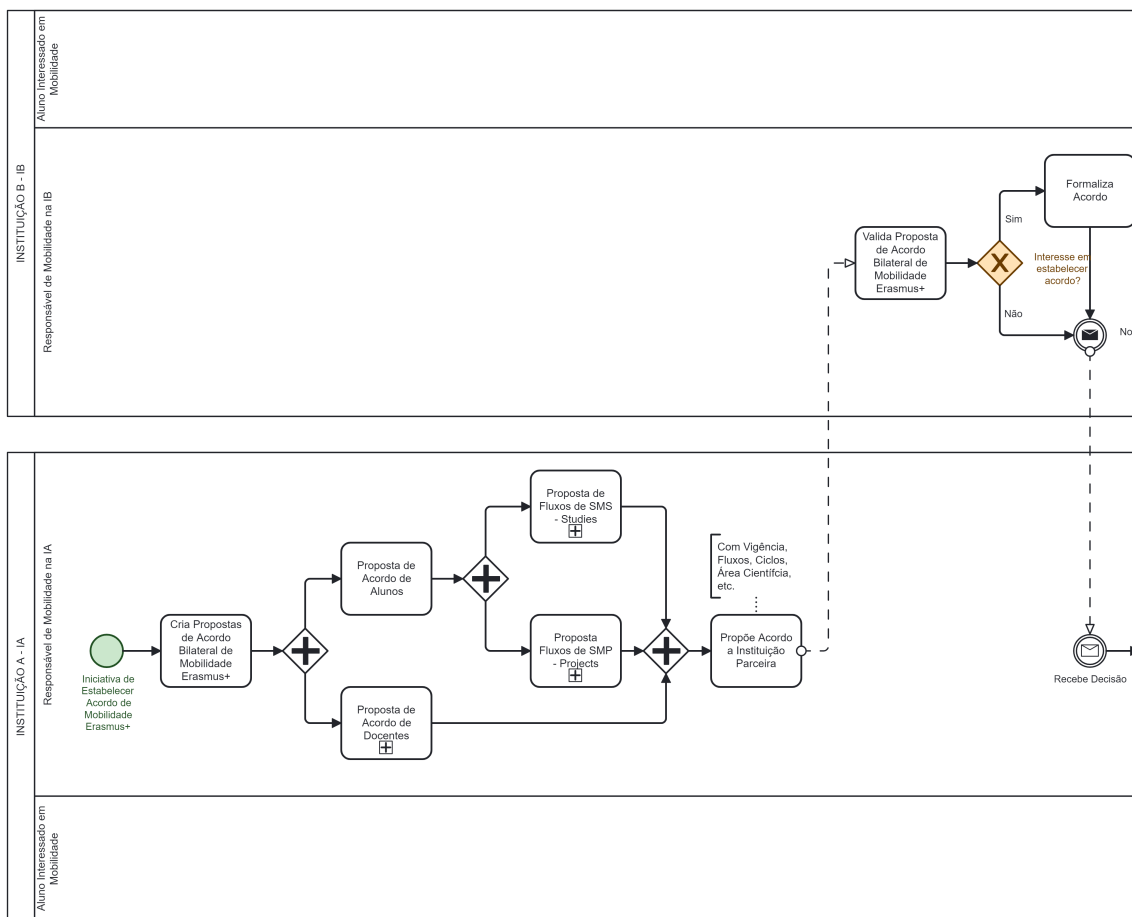 INSTITUIÇÃO B - IB
Aluno Interessado em
Mobilidade
Responsável de Mobilidade na IB
Valida Proposta
de Acordo
Bilateral de
Mobilidade
Erasmus+
Sim
Não
Interesse em
estabelecer
acordo?
Formaliza
Acordo
No
INSTITUIÇÃO A - IA
Responsável de Mobilidade na IA
Iniciativa de
Estabelecer
Acordo de
Mobilidade
Erasmus+
Cria Propostas
de Acordo
Bilateral de
Mobilidade
Erasmus+
Proposta de
Acordo de
Alunos
Proposta de
Acordo de
Docentes
Proposta de
Fluxos de SMS
- Studies
Proposta
Fluxos de SMP
- Projects
Com Vigência,
Fluxos, Ciclos,
Área Científcia,
etc.
Propõe Acordo
a Instituição
Parceira
Recebe Decisão
Aluno Interessado em
Mobilidade